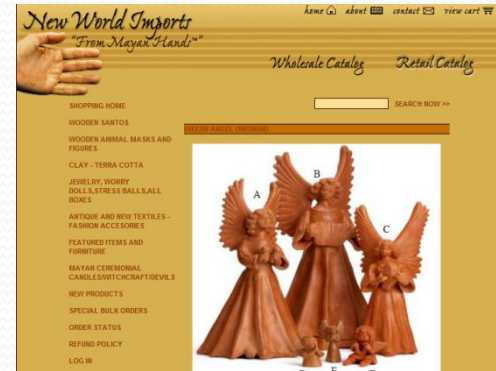 New World Imports
"From Mayan Hands™"
home about contact view cart
Wholesale Catalog Retail Catalog
SEARCH NOW >>
SHOPPING HOME
WOODEN SANTOS
WOODEN ANIMAL MASKS AND
FIGURES
CLAY - TERRA COTTA
JEWELRY, WORRY
DOLLS,STRESS BALLS,ALL
BOXES
ANTIQUE AND NEW TEXTILES -
FASHION ACCESORIES
FEATURED ITEMS AND
FURNITURE
MAYAN CEREMONIAL
CANDLES/WITCHCRAFT/DEVILS
NEW PRODUCTS
SPECIAL BULK ORDERS
ORDER STATUS
REFUND POLICY
LOG IN
ANGEL (MEDIUM)
A
B
C
E